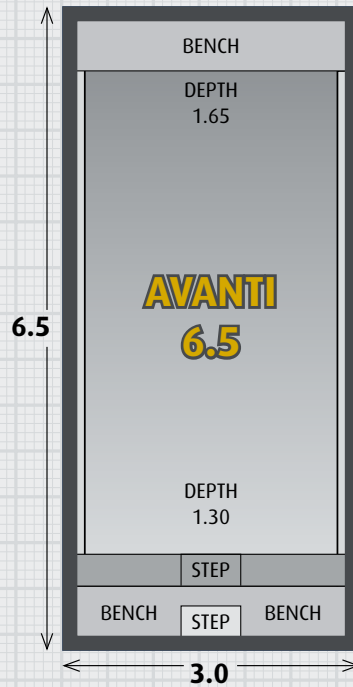 BENCH
DEPTH
1.65
AVANTI
6.5
6.5
DEPTH
1.30
STEP
BENCH
STEP
BENCH
3.0